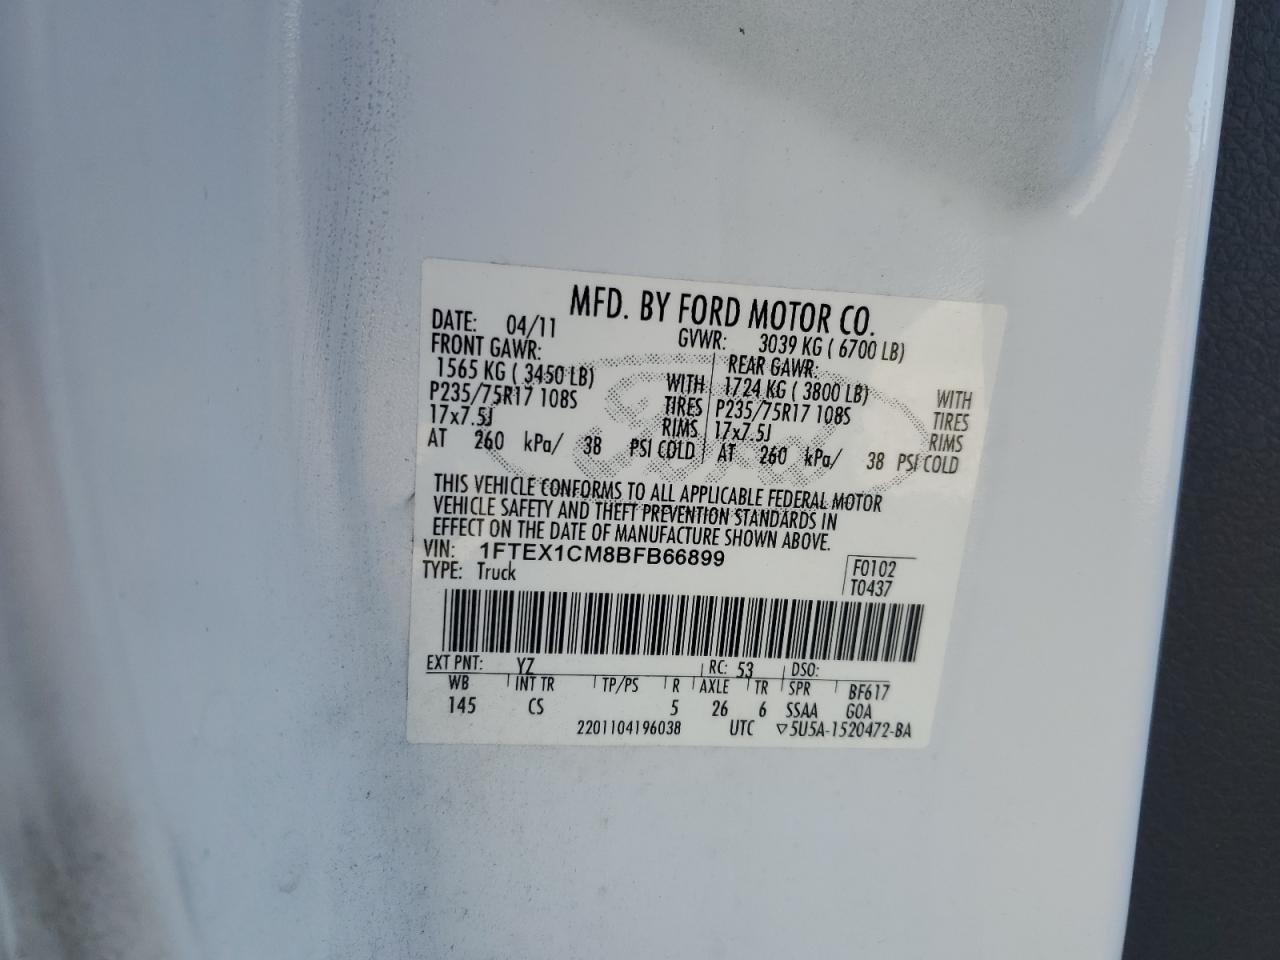 MFD. BY FORD MOTOR CO.
DATE: 04/11 GVWR: 3039 KG ( 6700 LB)
FRONT GAWR: REAR GAWR:
1565 KG ( 3450 LB) WITH 1724 KG ( 3800 LB) WITH
P235/75R17 108S TIRES P235/75R17 108S TIRES
17x7.5J RIMS 17x7.5J RIMS
AT 260 kPa/ 38 PSI COLD AT 260 kPa/ 38 PSI COLD
THIS VEHICLE CONFORMS TO ALL APPLICABLE FEDERAL MOTOR
VEHICLE SAFETY AND THEFT PREVENTION STANDARDS IN
EFFECT ON THE DATE OF MANUFACTURE SHOWN ABOVE.
VIN: 1FTEX1CM8BFB66899
TYPE: Truck
F0102
T0437
EXT PNT: YZ RC: 53 DSO:
WB INT TR TP/PS R AXLE TR SPR BF617
145 CS 5 26 6 SSAA GOA
2201104196038 UTC ▽5U5A-1520472-BA